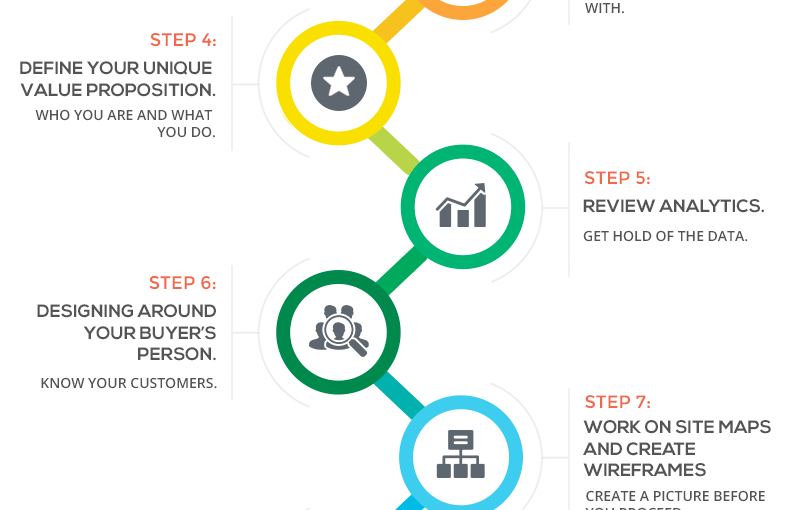 WITH.
STEP 4:
DEFINE YOUR UNIQUE
VALUE PROPOSITION.
WHO YOU ARE AND WHAT
YOU DO.
STEP 5:
REVIEW ANALYTICS.
GET HOLD OF THE DATA.
STEP 6:
DESIGNING AROUND
YOUR BUYER'S
PERSON.
KNOW YOUR CUSTOMERS.
STEP 7:
WORK ON SITE MAPS
AND CREATE
WIREFRAMES
CREATE A PICTURE BEFORE